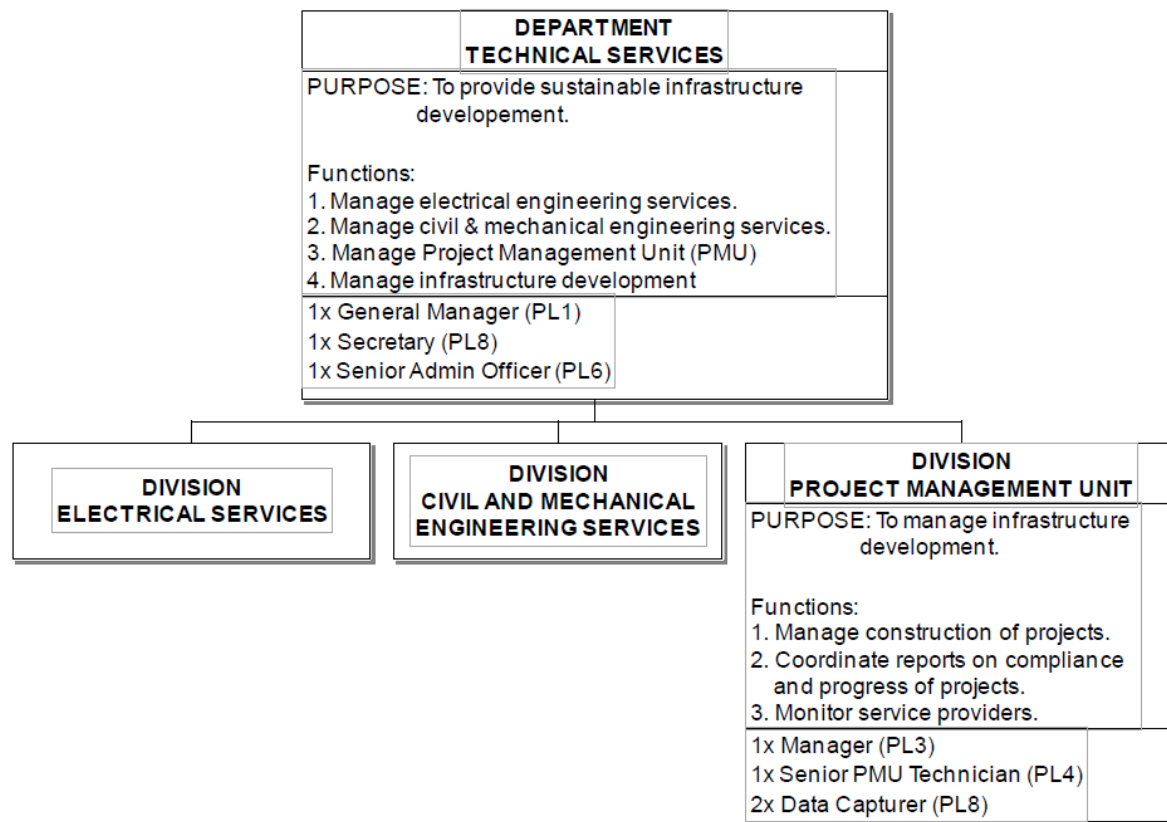 DEPARTMENT
TECHNICAL SERVICES
PURPOSE: To provide sustainable infrastructure
developement.
Functions:
1. Manage electrical engineering services.
2. Manage civil & mechanical engineering services.
3. Manage Project Management Unit (PMU)
4. Manage infrastructure development
1x General Manager (PL1)
1x Secretary (PL8)
1x Senior Admin Officer (PL6)
DIVISION
ELECTRICAL SERVICES
DIVISION
CIVIL AND MECHANICAL
ENGINEERING SERVICES
DIVISION
PROJECT MANAGEMENT UNIT
PURPOSE: To manage infrastructure
development.
Functions:
1. Manage construction of projects.
2. Coordinate reports on compliance
and progress of projects.
3. Monitor service providers.
1x Manager (PL3)
1x Senior PMU Technician (PL4)
2x Data Capturer (PL8)